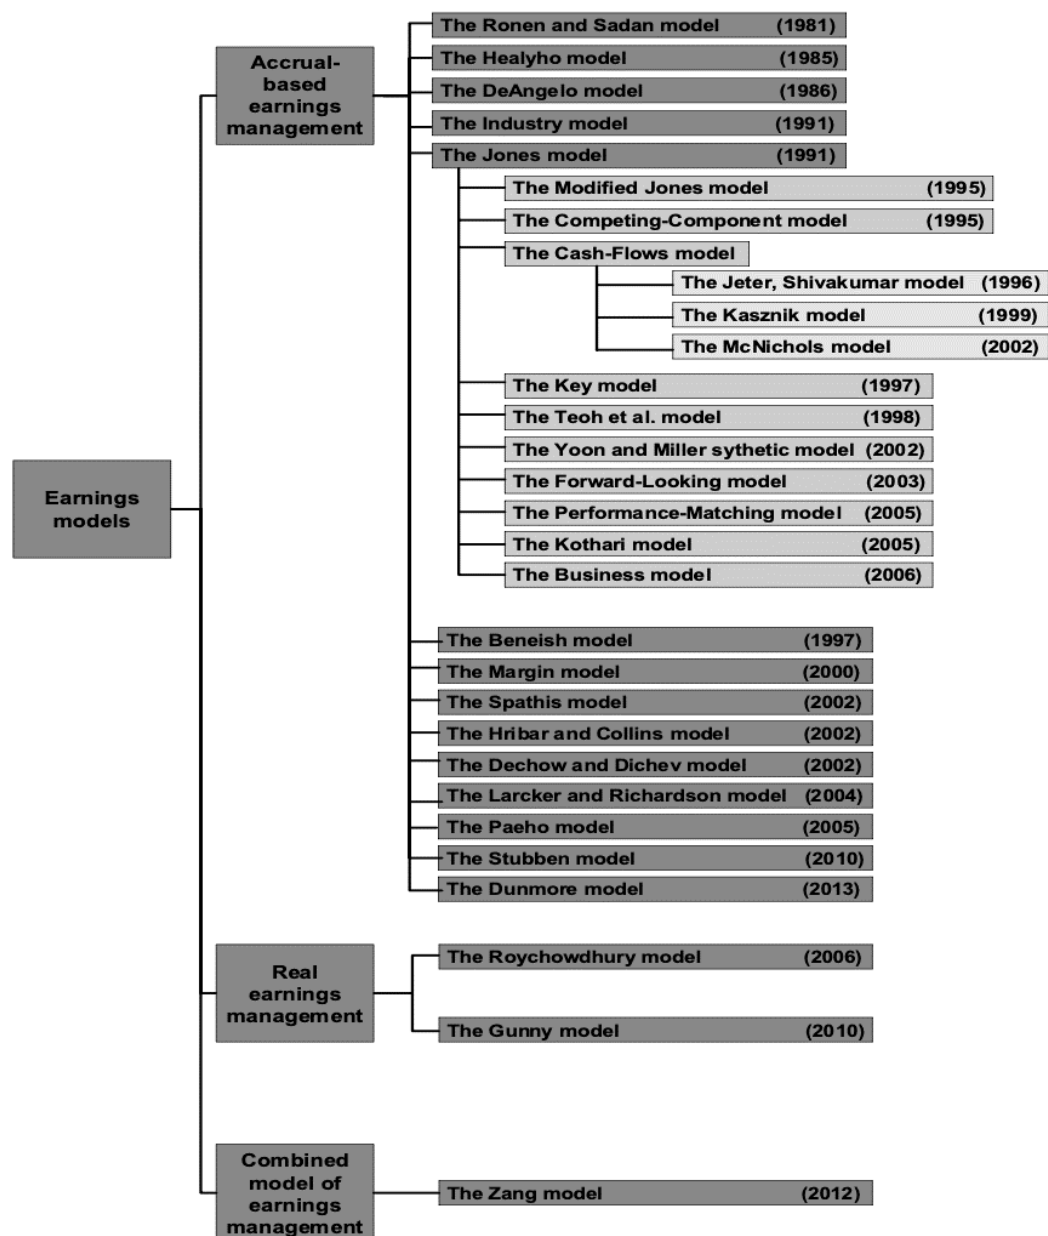 The Ronen and Sadan model (1981)
Accrual-
based
earnings
management
The Healyho model (1985)
The DeAngelo model (1986)
The Industry model (1991)
The Jones model (1991)
The Modified Jones model (1995)
The Competing-Component model (1995)
The Cash-Flows model
The Jeter, Shivakumar model (1996)
The Kasznik model (1999)
The McNichols model (2002)
The Key model (1997)
The Teoh et al. model (1998)
The Yoon and Miller sythetic model (2002)
The Forward-Looking model (2003)
The Performance-Matching model (2005)
The Kothari model (2005)
The Business model (2006)
Earnings
models
The Beneish model (1997)
The Margin model (2000)
The Spathis model (2002)
The Hribar and Collins model (2002)
The Dechow and Dichev model (2002)
The Larcker and Richardson model (2004)
The Paeho model (2005)
The Stubben model (2010)
The Dunmore model (2013)
Real
earnings
management
The Roychowdhury model (2006)
The Gunny model (2010)
Combined
model of
earnings
management
The Zang model (2012)